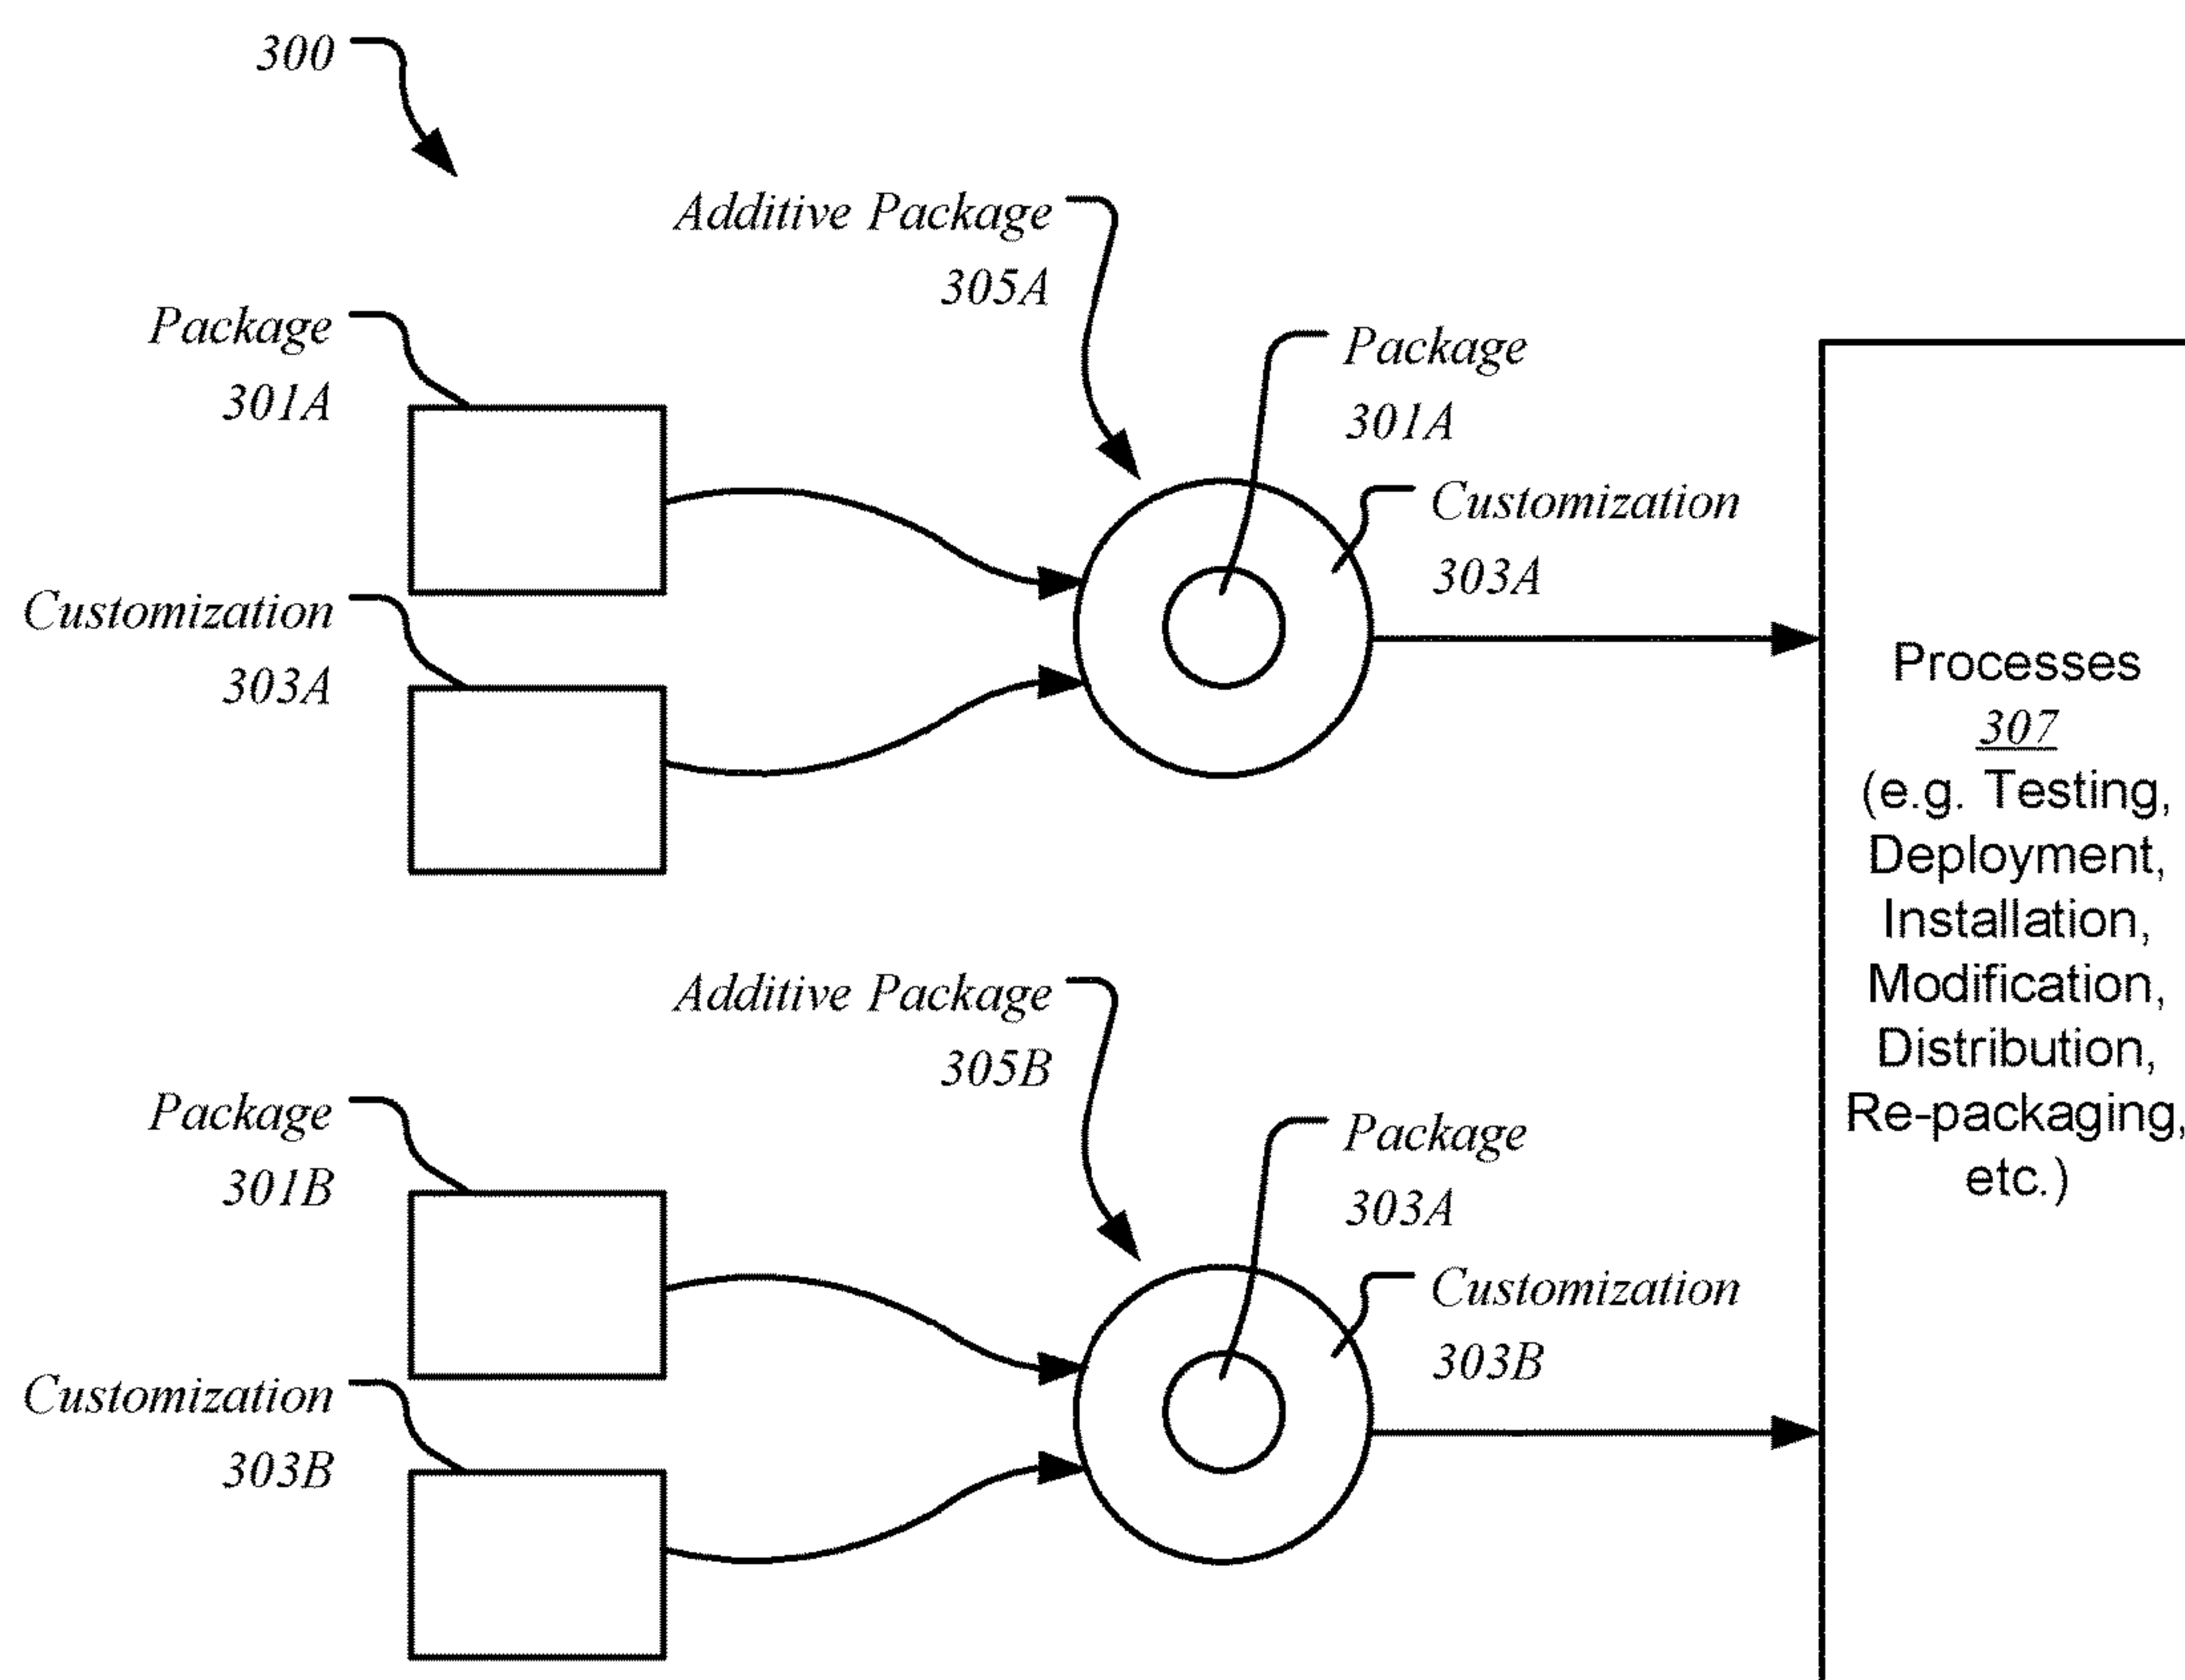 300
Additive Package
305A
Package
301A
Package
301A
Customization
303A
Customization
303A
Processes
307
(e.g. Testing,
Deployment,
Installation,
Modification,
Distribution,
Re-packaging,
etc.)
Additive Package
305B
Package
301B
Package
303A
Customization
303B
Customization
303B